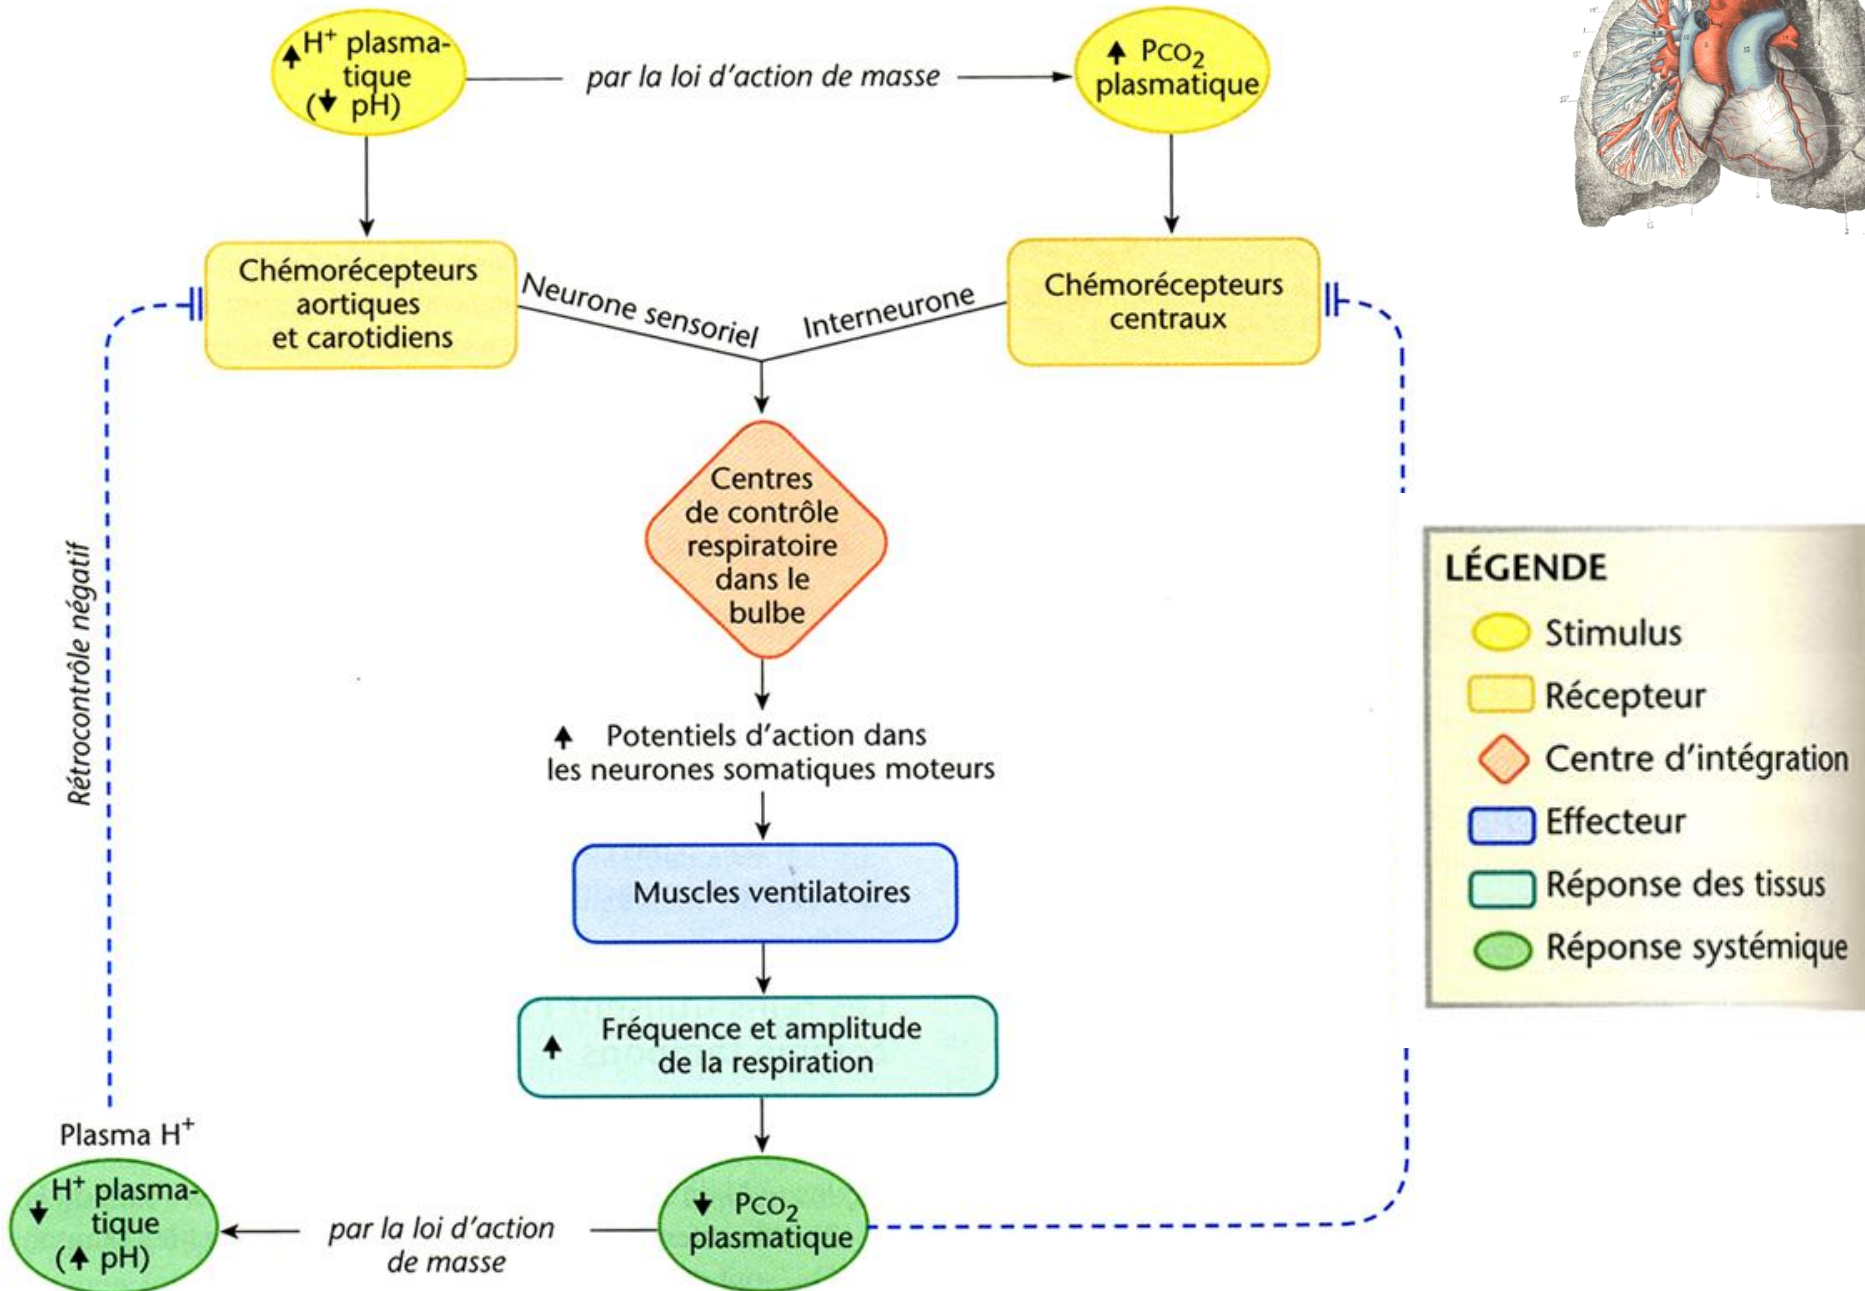 H⁺ plasma-
tique
(↓ pH)
par la loi d'action de masse
↑ PCO₂
plasmatique
Chémorécepteurs
aortiques
et carotidiens
Neurone sensoriel
Interneurone
Chémorécepteurs
centraux
Centres
de contrôle
respiratoire
dans le
bulbe
Rétrocontrôle négatif
↑ Potentiels d'action dans
les neurones somatiques moteurs
Muscles ventilatoires
↑ Fréquence et amplitude
de la respiration
Plasma H⁺
↓ H⁺ plasma-
tique
(↑ pH)
par la loi d'action
de masse
↓ PCO₂
plasmatique
LÉGENDE
Stimulus
Récepteur
Centre d'intégration
Effecteur
Réponse des tissus
Réponse systémique